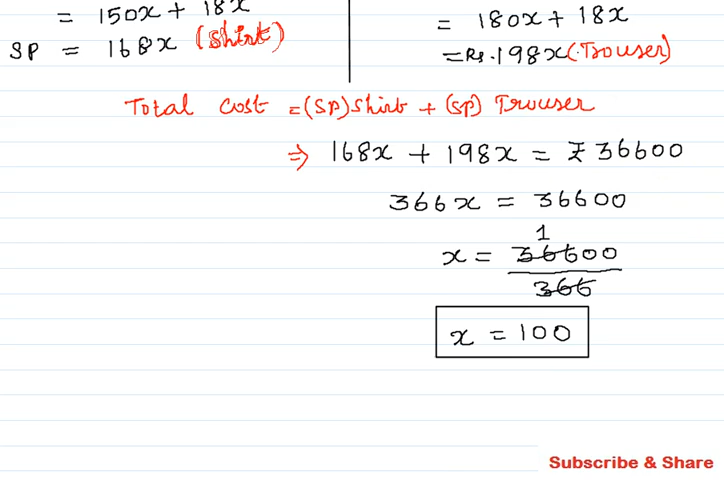 = 150x + 18x
SP = 168x (Shirt)
= 180x + 18x
= Rs. 198x (Trouser)
Total Cost = (SP) Shirt + (SP) Trouser
⇒ 168x + 198x = ₹ 36600
366x = 36600
1
x = 36600
366
x = 100
Subscribe & Share